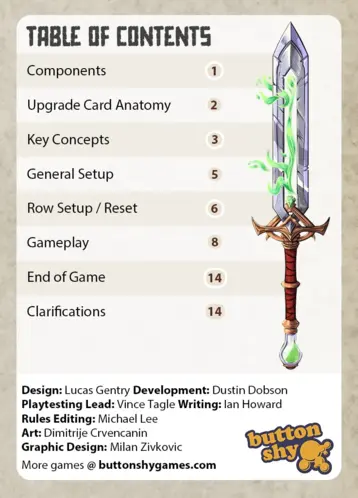 TABLE OF CONTENTS
Components 1
Upgrade Card Anatomy 2
Key Concepts 3
General Setup 5
Row Setup / Reset 6
Gameplay 8
End of Game 14
Clarifications 14
Design: Lucas Gentry Development: Dustin Dobson
Playtesting Lead: Vince Tagle Writing: Ian Howard
Rules Editing: Michael Lee
Art: Dimitrije Crvencanin
Graphic Design: Milan Zivkovic
More games @ buttonshygames.com
button
shy